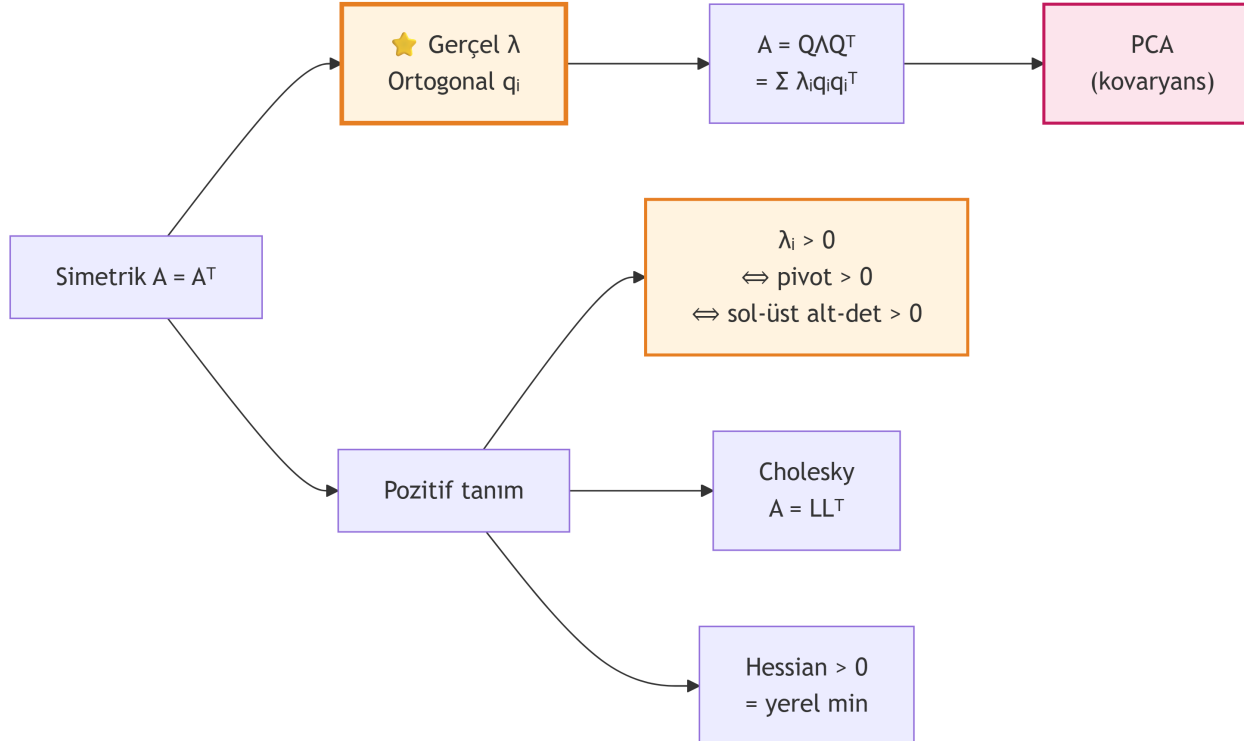 ⭐ Gerçel λ
Ortogonal qᵢ
A = QΛQᵀ
= Σ λᵢqᵢqᵢᵀ
PCA
(kovaryans)
Simetrik A = Aᵀ
λᵢ > 0
⟺ pivot > 0
⟺ sol-üst alt-det > 0
Pozitif tanım
Cholesky
A = LLᵀ
Hessian > 0
= yerel min